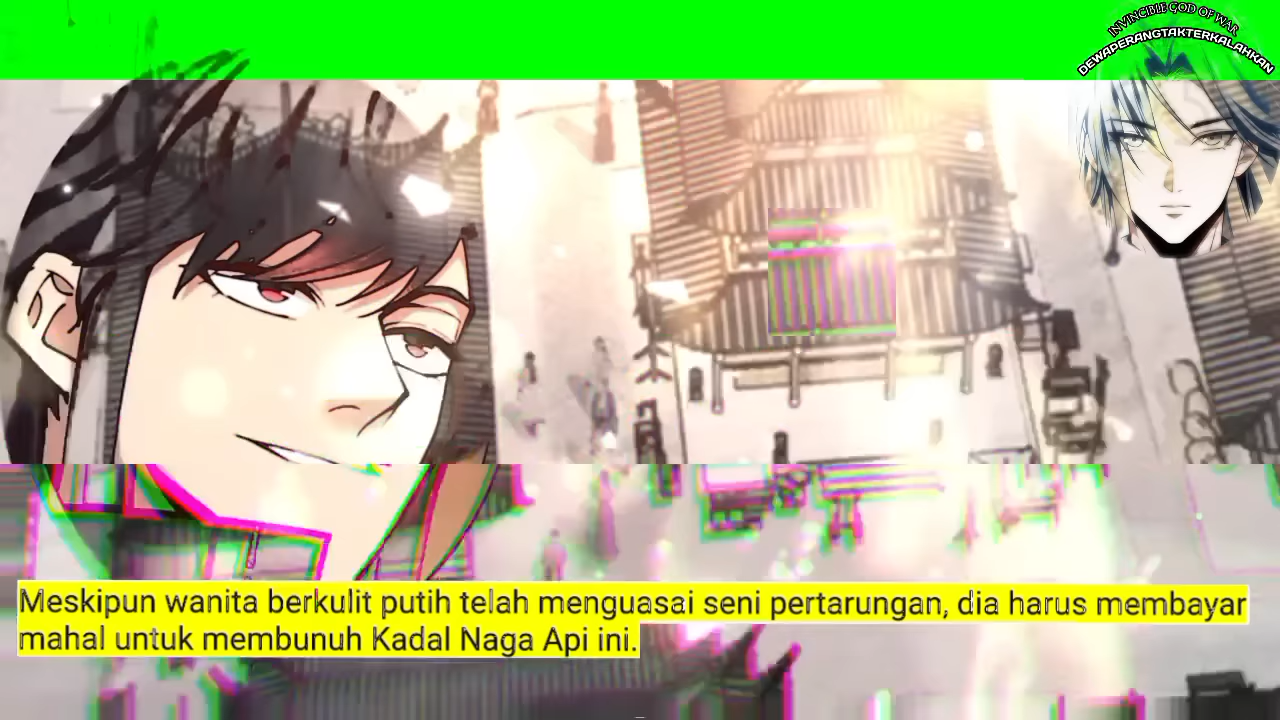 INVINCIBLE GOD OF WAR
DEWAPERANGTAKTERKALAHKAN
Meskipun wanita berkulit putih telah menguasai seni pertarungan, dia harus membayar
mahal untuk membunuh Kadal Naga Api ini.